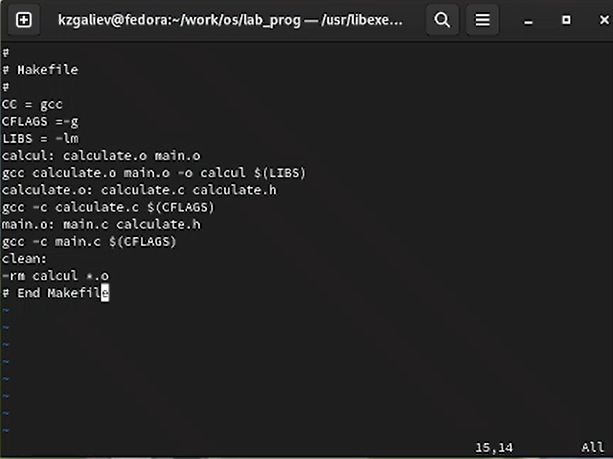 kzgaliev@fedora:~/work/os/lab_prog — /usr/libexe...
#
# Makefile
#
CC = gcc
CFLAGS =-g
LIBS = -lm
calcul: calculate.o main.o
gcc calculate.o main.o -o calcul $(LIBS)
calculate.o: calculate.c calculate.h
gcc -c calculate.c $(CFLAGS)
main.o: main.c calculate.h
gcc -c main.c $(CFLAGS)
clean:
-rm calcul *.o
# End Makefile
~
~
~
~
~
~
~
~
15,14 All